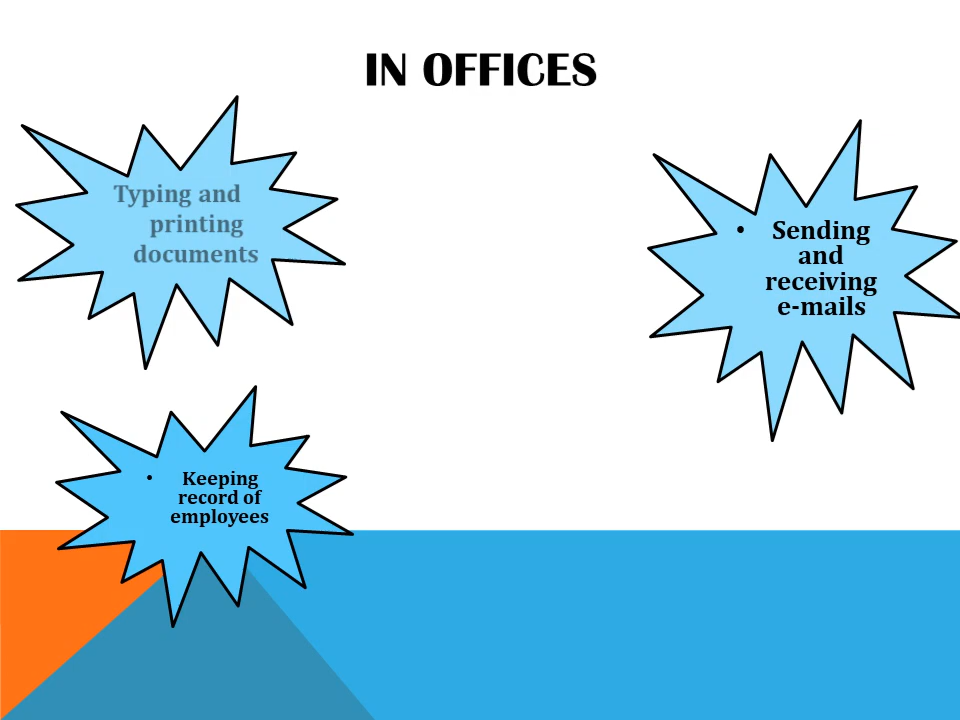 IN OFFICES
Typing and
printing
documents
• Sending
and
receiving
e-mails
• Keeping
record of
employees